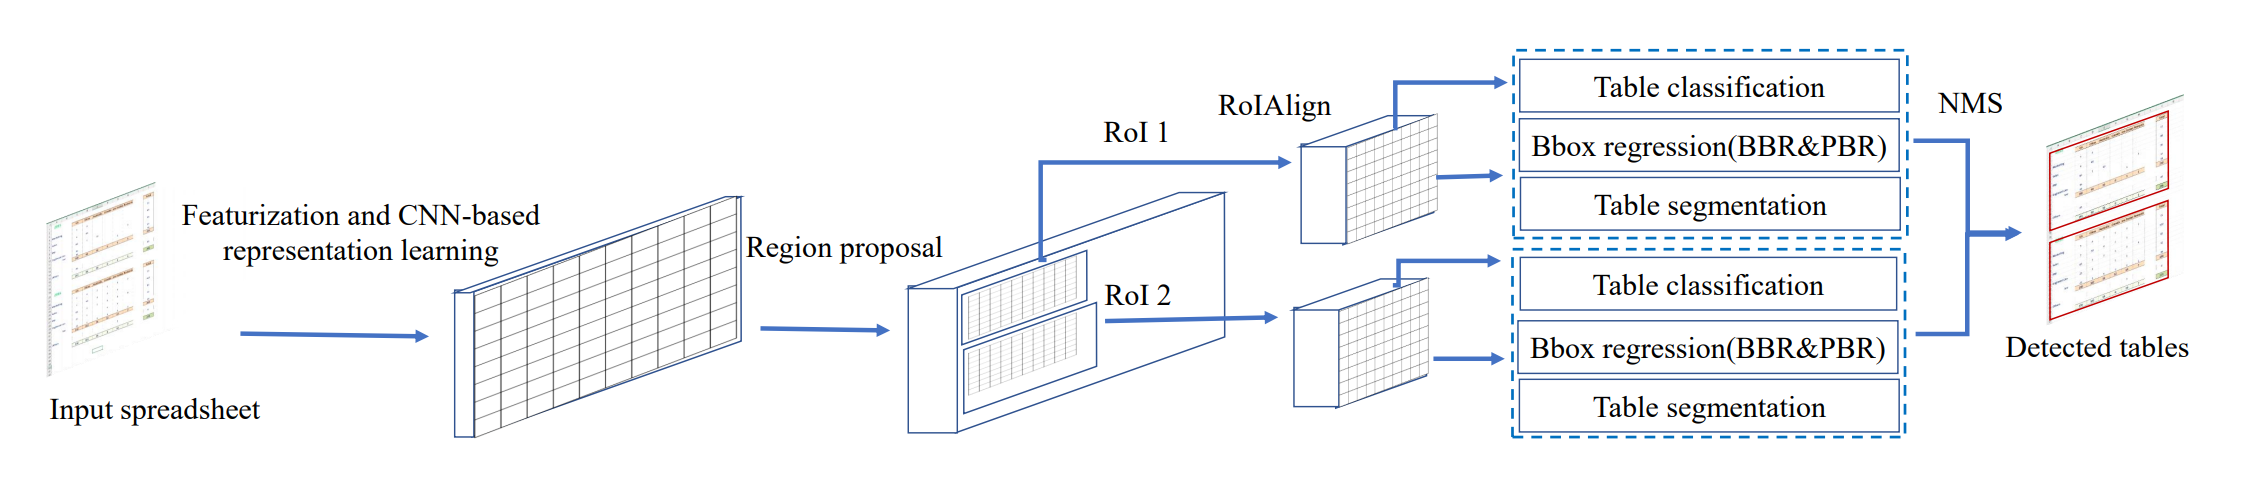 Input spreadsheet
Featurization and CNN-based
representation learning
Region proposal
RoI 1
RoI 2
RoIAlign
Table classification
Bbox regression(BBR&PBR)
Table segmentation
Table classification
Bbox regression(BBR&PBR)
Table segmentation
NMS
Detected tables